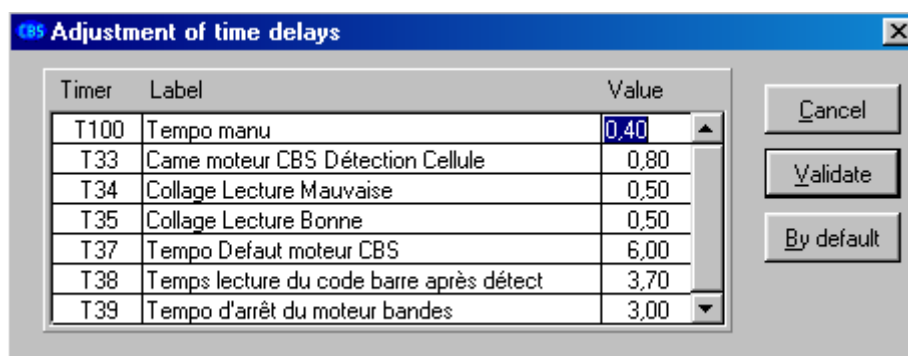 CBS Adjustment of time delays
Timer Label Value
T100 Tempo manu 0,40
T33 Came moteur CBS Détection Cellule 0,80
T34 Collage Lecture Mauvaise 0,50
T35 Collage Lecture Bonne 0,50
T37 Tempo Defaut moteur CBS 6,00
T38 Temps lecture du code barre après détect 3,70
T39 Tempo d'arrêt du moteur bandes 3,00
Cancel
Validate
By default